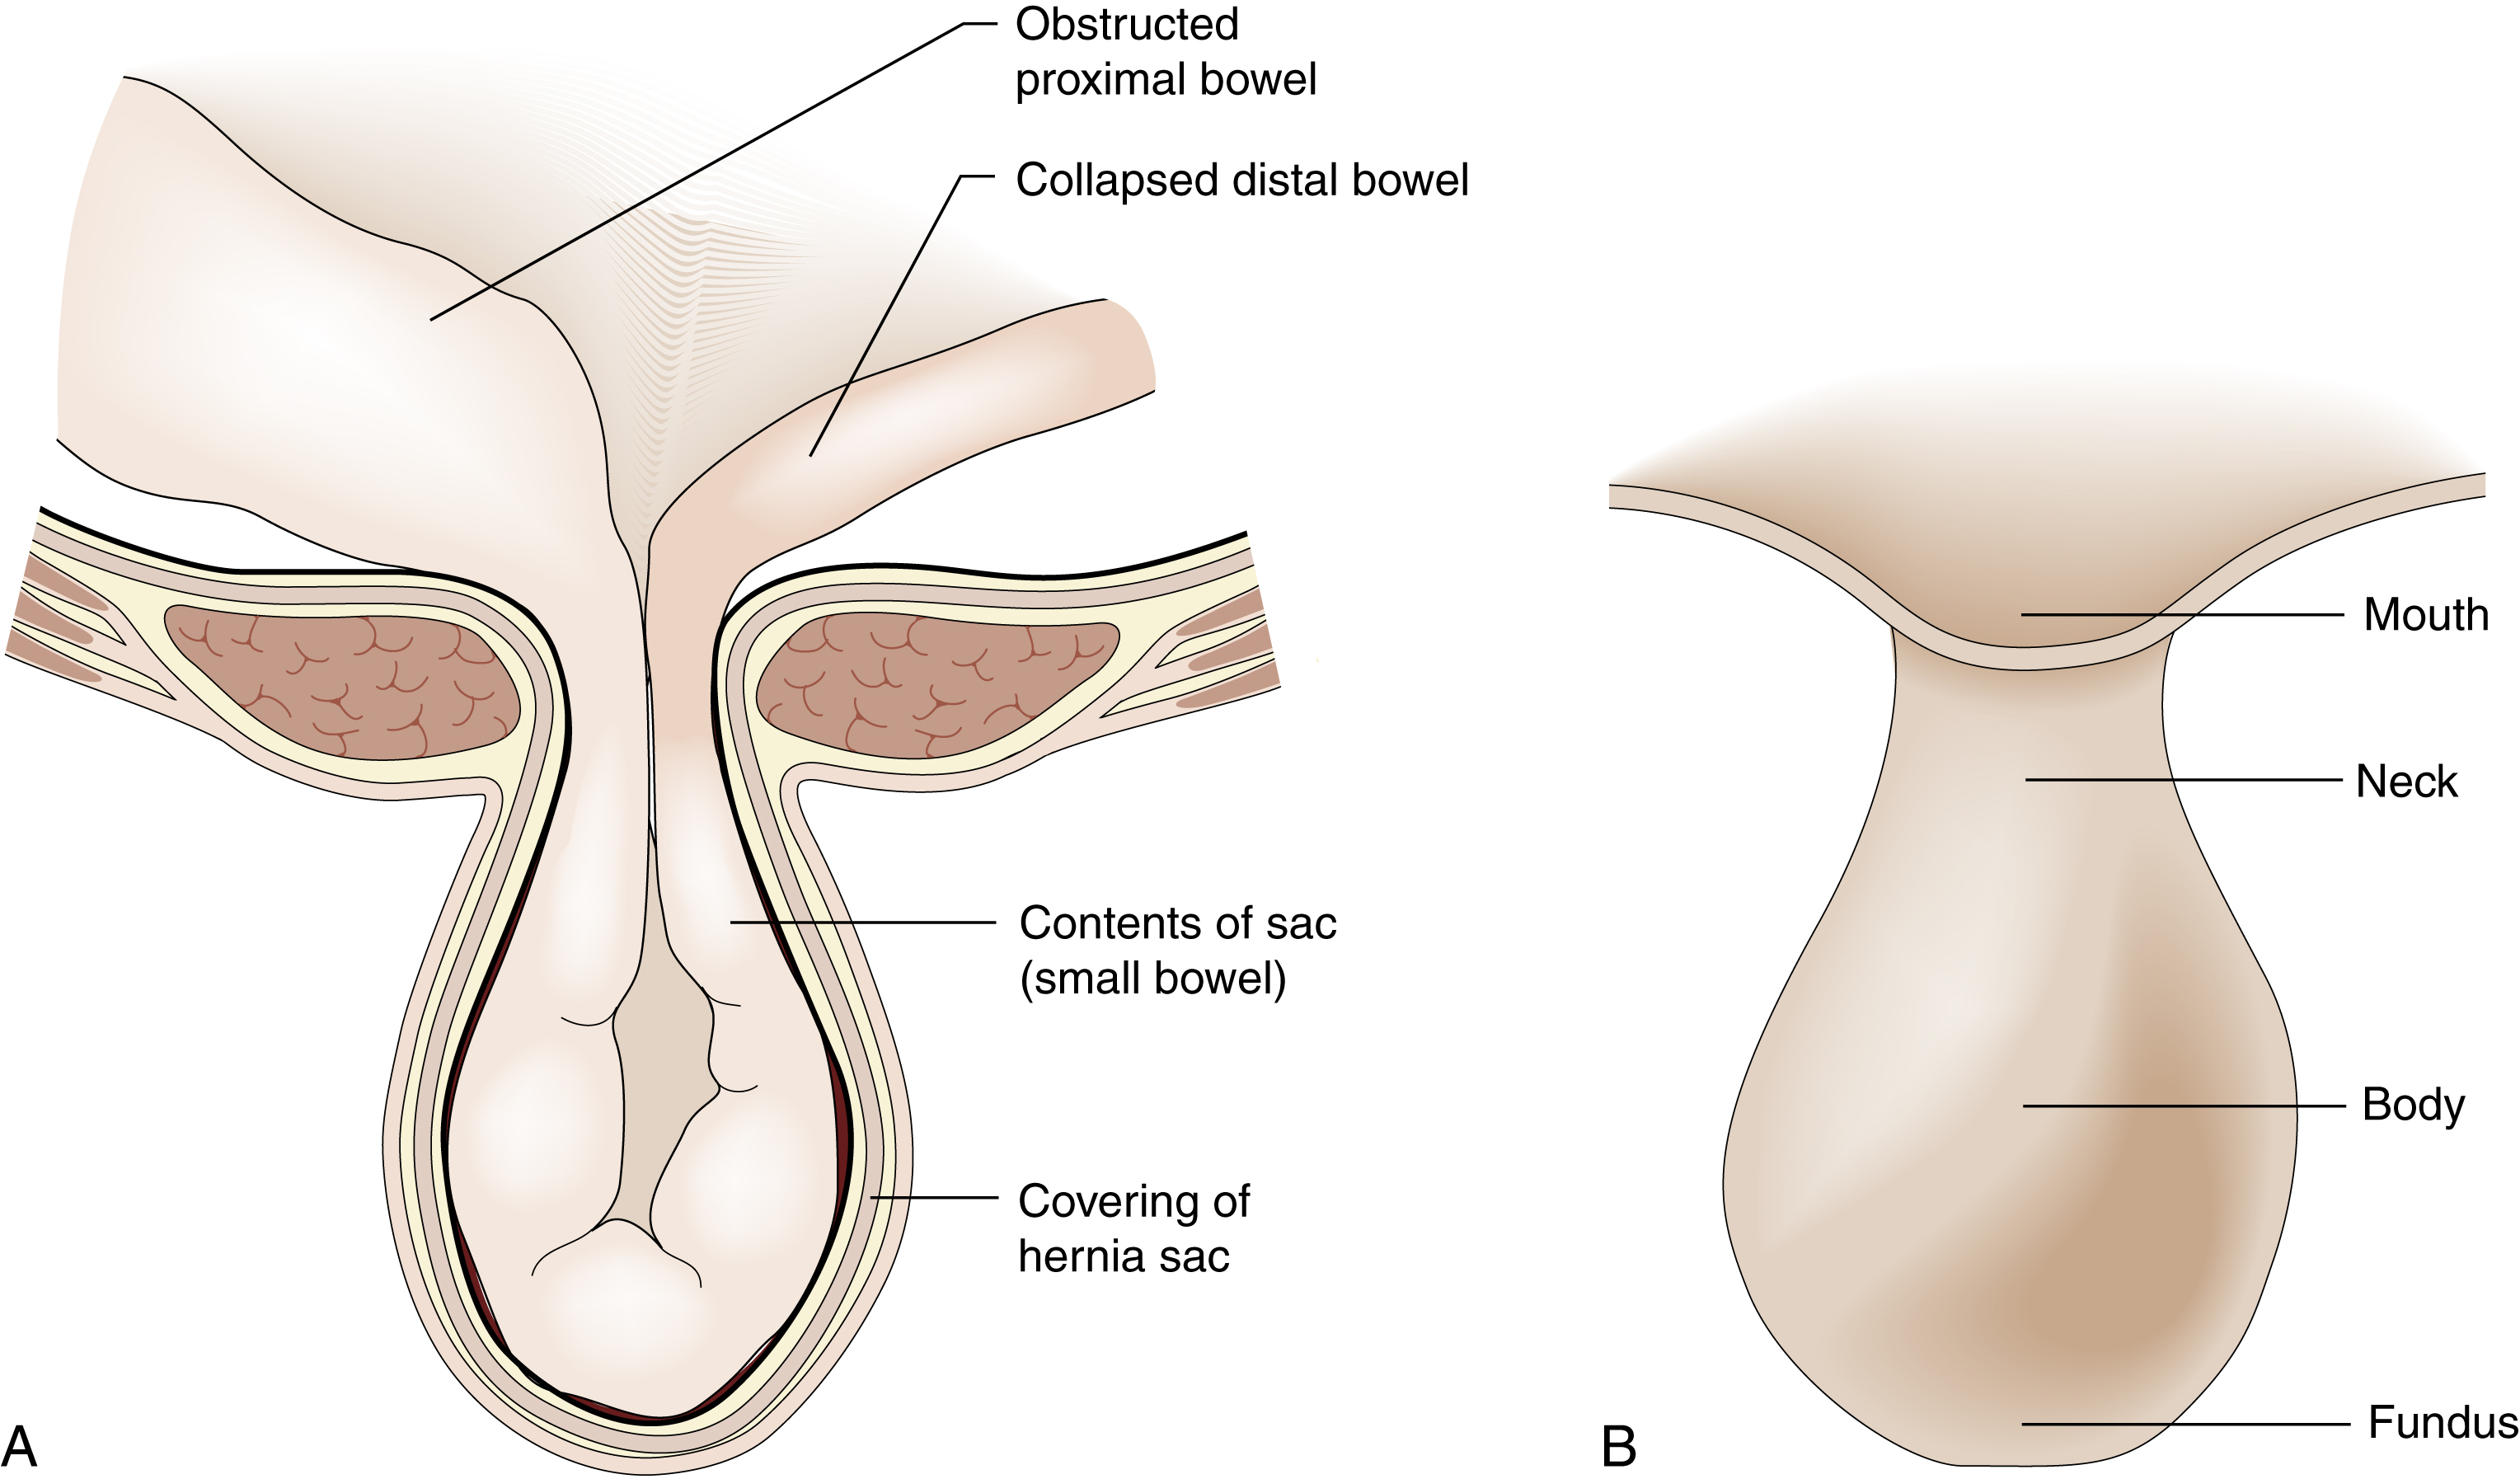 Obstructed
proximal bowel
Collapsed distal bowel
Contents of sac
(small bowel)
Covering of
hernia sac
A
Mouth
Neck
Body
Fundus
B